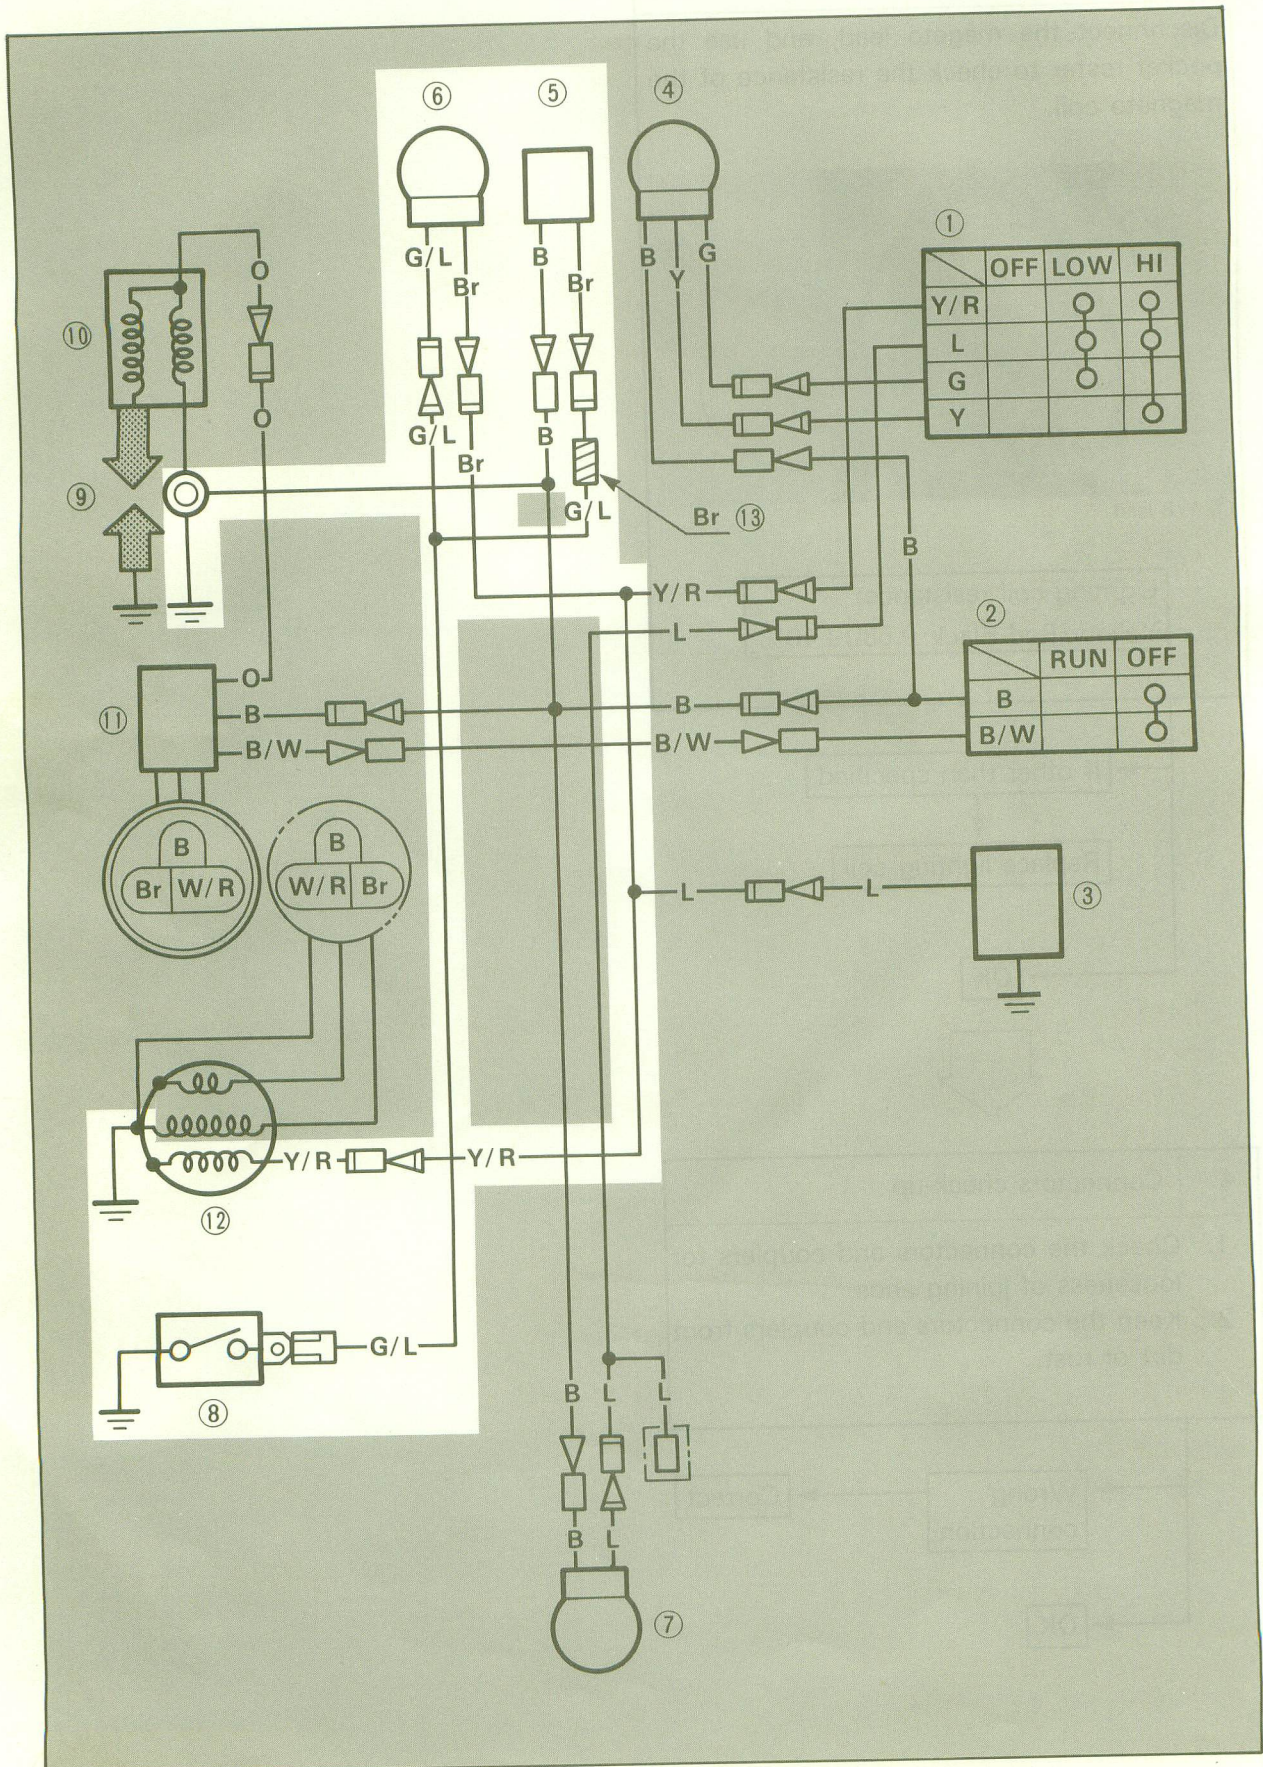 ⑥ ⑤ ④
①
G/L B B G
Br Br Y
O
OFF LOW HI
Y/R
L
G
Y
⑩
O
G/L B
Br
⑨
G/L
Br ⑬
B
Y/R
L
②
RUN OFF
B
B/W
O
B B
B/W B/W
⑪
B B
Br W/R W/R Br
L L
③
Y/R Y/R
⑫
G/L
⑧
B L L
B L
⑦